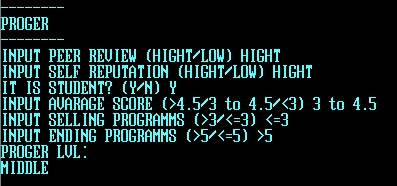 --------
PROGER
--------
INPUT PEER REVIEW (HIGHT/LOW) HIGHT
INPUT SELF REPUTATION (HIGHT/LOW) HIGHT
IT IS STUDENT? (Y/N) Y
INPUT AVARAGE SCORE (>4.5/3 to 4.5/<3) 3 to 4.5
INPUT SELLING PROGRAMMS (>3/<=3) <=3
INPUT ENDING PROGRAMMS (>5/<=5) >5
PROGER LVL:
MIDDLE